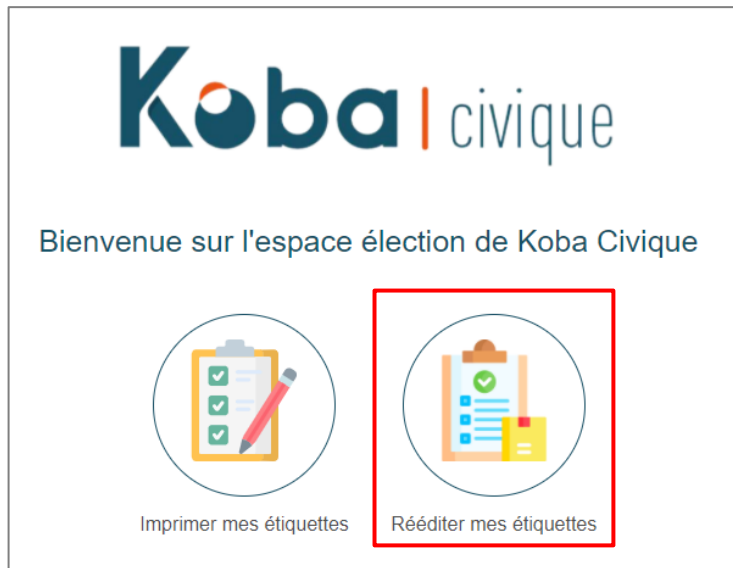 Koba | civique
Bienvenue sur l'espace élection de Koba Civique
Imprimer mes étiquettes
Rééditer mes étiquettes